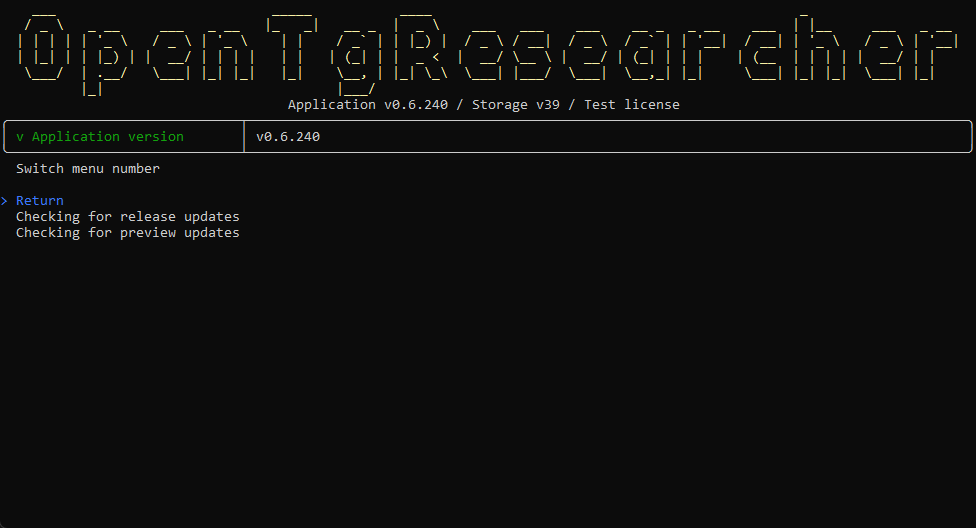 OpenTgResearcher
Application v0.6.240 / Storage v39 / Test license
v Application version v0.6.240
Switch menu number
> Return
Checking for release updates
Checking for preview updates